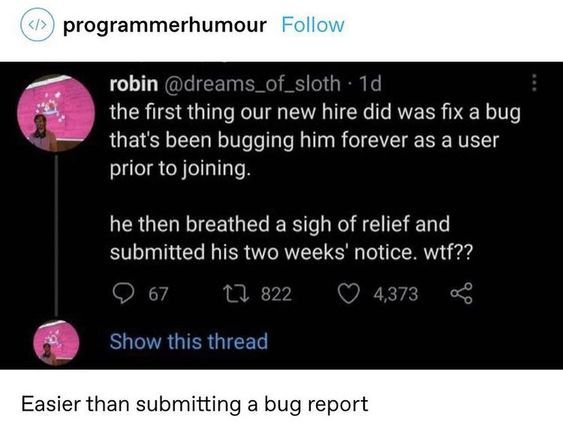 </> programmerhumour Follow
robin @dreams_of_sloth · 1d
the first thing our new hire did was fix a bug
that's been bugging him forever as a user
prior to joining.
he then breathed a sigh of relief and
submitted his two weeks' notice. wtf??
67 822 4,373
Show this thread
Easier than submitting a bug report